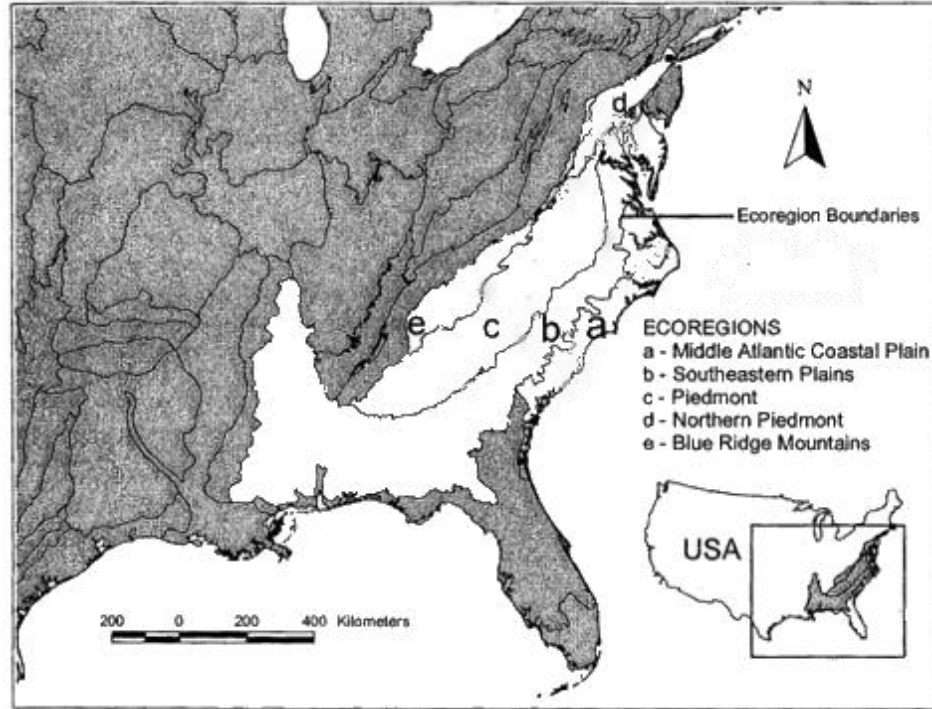 N
d
Ecoregion Boundaries
e
c
b
a
ECOREGIONS
a - Middle Atlantic Coastal Plain
b - Southeastern Plains
c - Piedmont
d - Northern Piedmont
e - Blue Ridge Mountains
USA
200 0 200 400 Kilometers